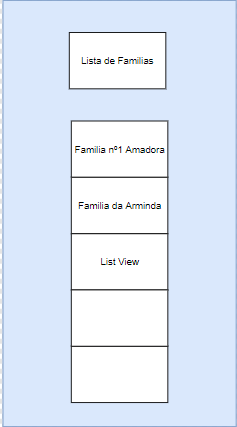 Lista de Familias
Familia nº1 Amadora
Familia da Arminda
List View